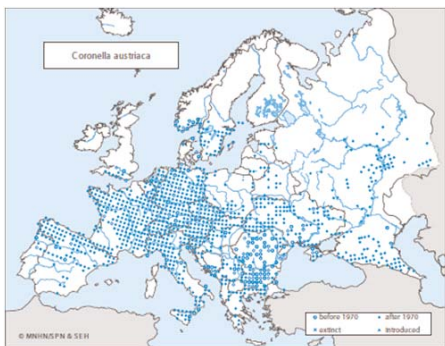 Coronella austriaca
before 1970 after 1970
extinct introduced
© MNHN/SPN & SEH